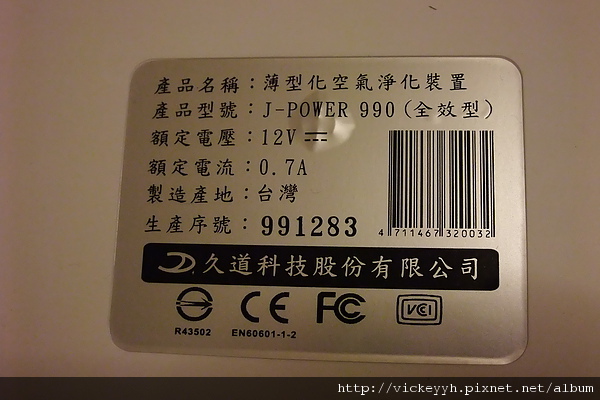 產品名稱：薄型化空氣淨化裝置
產品型號：J-POWER 990(全效型)
額定電壓：12V ⎓
額定電流：0.7A
製造產地：台灣
生產序號：991283
4 711467 320032
久道科技股份有限公司
CE FC VCI
R43502 EN60601-1-2
http://vickeyyh.pixnet.net/album